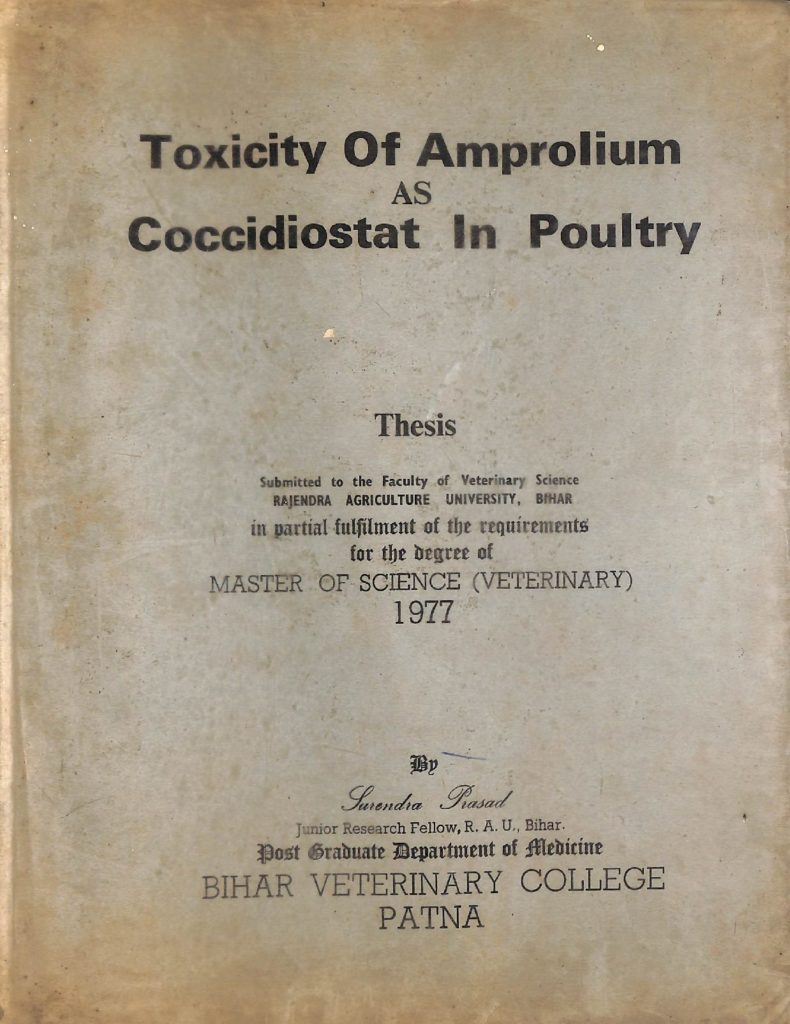 Toxicity Of Amprolium
AS
Coccidiostat In Poultry
Thesis
Submitted to the Faculty of Veterinary Science
RAJENDRA AGRICULTURE UNIVERSITY, BIHAR
in partial fulfilment of the requirements
for the degree of
MASTER OF SCIENCE (VETERINARY)
1977
By
Surendra Prasad
Junior Research Fellow, R. A. U., Bihar.
Post Graduate Department of Medicine
BIHAR VETERINARY COLLEGE
PATNA